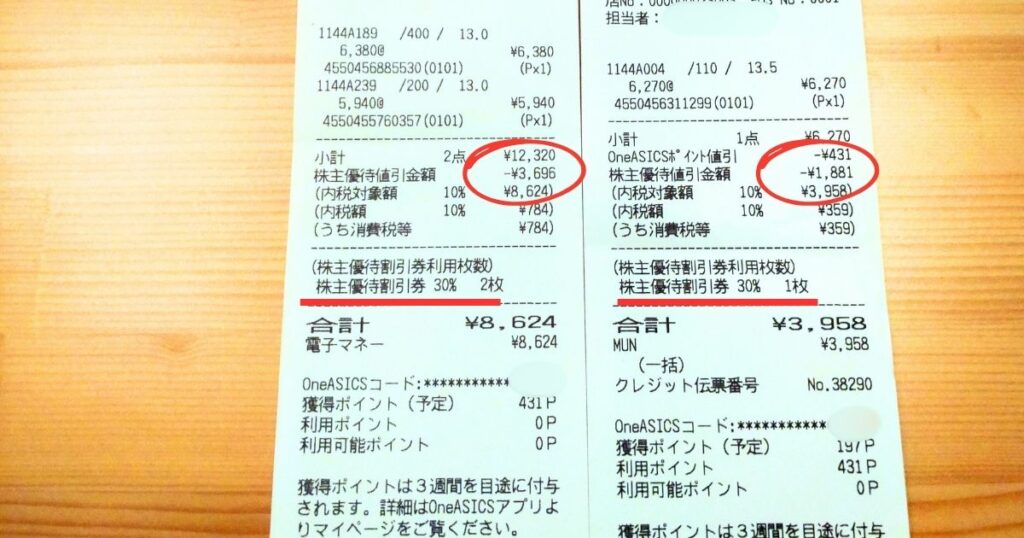 1144A189 /400 / 13.0
6,380@ ¥6,380
4550456885530(0101) (Px1)
1144A239 /200 / 13.0
5,940@ ¥5,940
4550455760357(0101) (Px1)
小計 2点 ¥12,320
株主優待値引金額 -¥3,696
(内税対象額 10% ¥8,624)
(内税額 10% ¥784)
(うち消費税等 ¥784)
(株主優待割引券利用枚数)
株主優待割引券 30% 2枚
合計 ¥8,624
電子マネー ¥8,624
OneASICSコード:***********
獲得ポイント(予定) 431P
利用ポイント 0P
利用可能ポイント 0P
獲得ポイントは3週間を目途に付与
されます。詳細はOneASICSアプリよ
りマイページをご覧ください。
担当者:
1144A004 /110 / 13.5
6,270@ ¥6,270
4550456311299(0101) (Px1)
小計 1点 ¥6,270
OneASICSポイント値引 -¥431
株主優待値引金額 -¥1,881
(内税対象額 10% ¥3,958)
(内税額 10% ¥359)
(うち消費税等 ¥359)
(株主優待割引券利用枚数)
株主優待割引券 30% 1枚
合計 ¥3,958
MUN ¥3,958
(一括)
クレジット伝票番号 No.38290
OneASICSコード:***********
獲得ポイント(予定) 197P
利用ポイント 431P
利用可能ポイント 0P
獲得ポイントは3週間を目途に付与